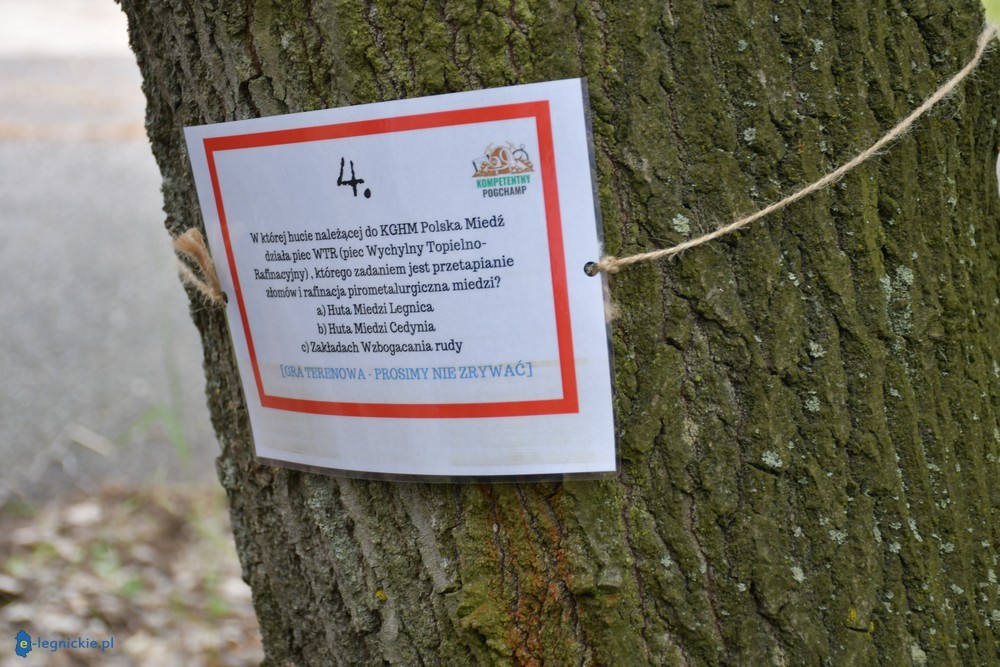 4.
KOMPETENTNY
POGCHAMP
W której hucie należącej do KGHM Polska Miedź
działa piec WTR (piec Wychylny Topielno-
Rafinacyjny) , którego zadaniem jest przetapianie
złomów i rafinacja pirometalurgiczna miedzi?
a) Huta Miedzi Legnica
b) Huta Miedzi Cedynia
c) Zakładach Wzbogacania rudy
[GRA TERENOWA - PROSIMY NIE ZRYWAĆ]
e-legnickie.pl